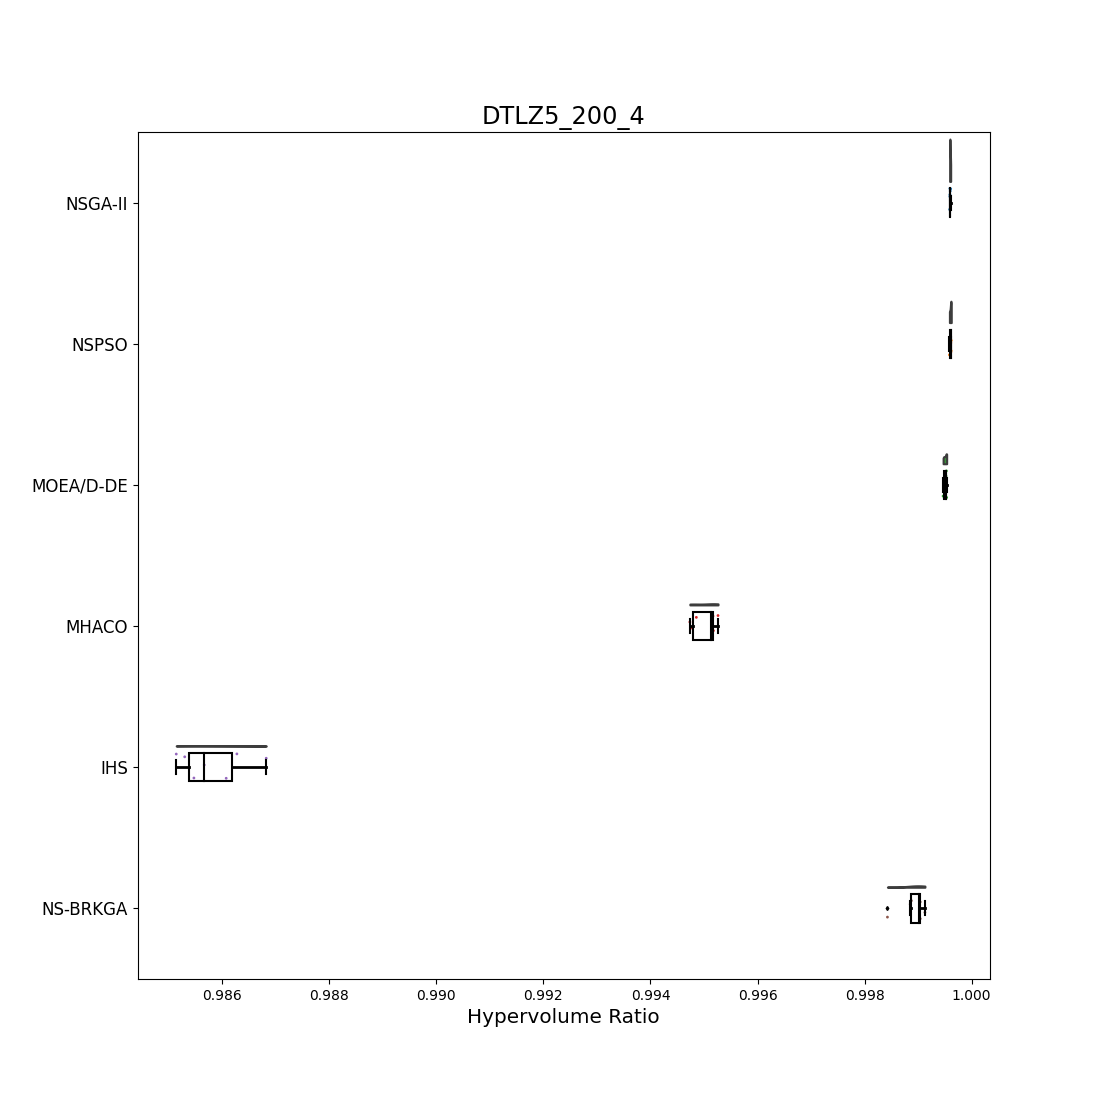 DTLZ5_200_4
NSGA-II
NSPSO
MOEA/D-DE
MHACO
IHS
NS-BRKGA
0.986 0.988 0.990 0.992 0.994 0.996 0.998 1.000
Hypervolume Ratio